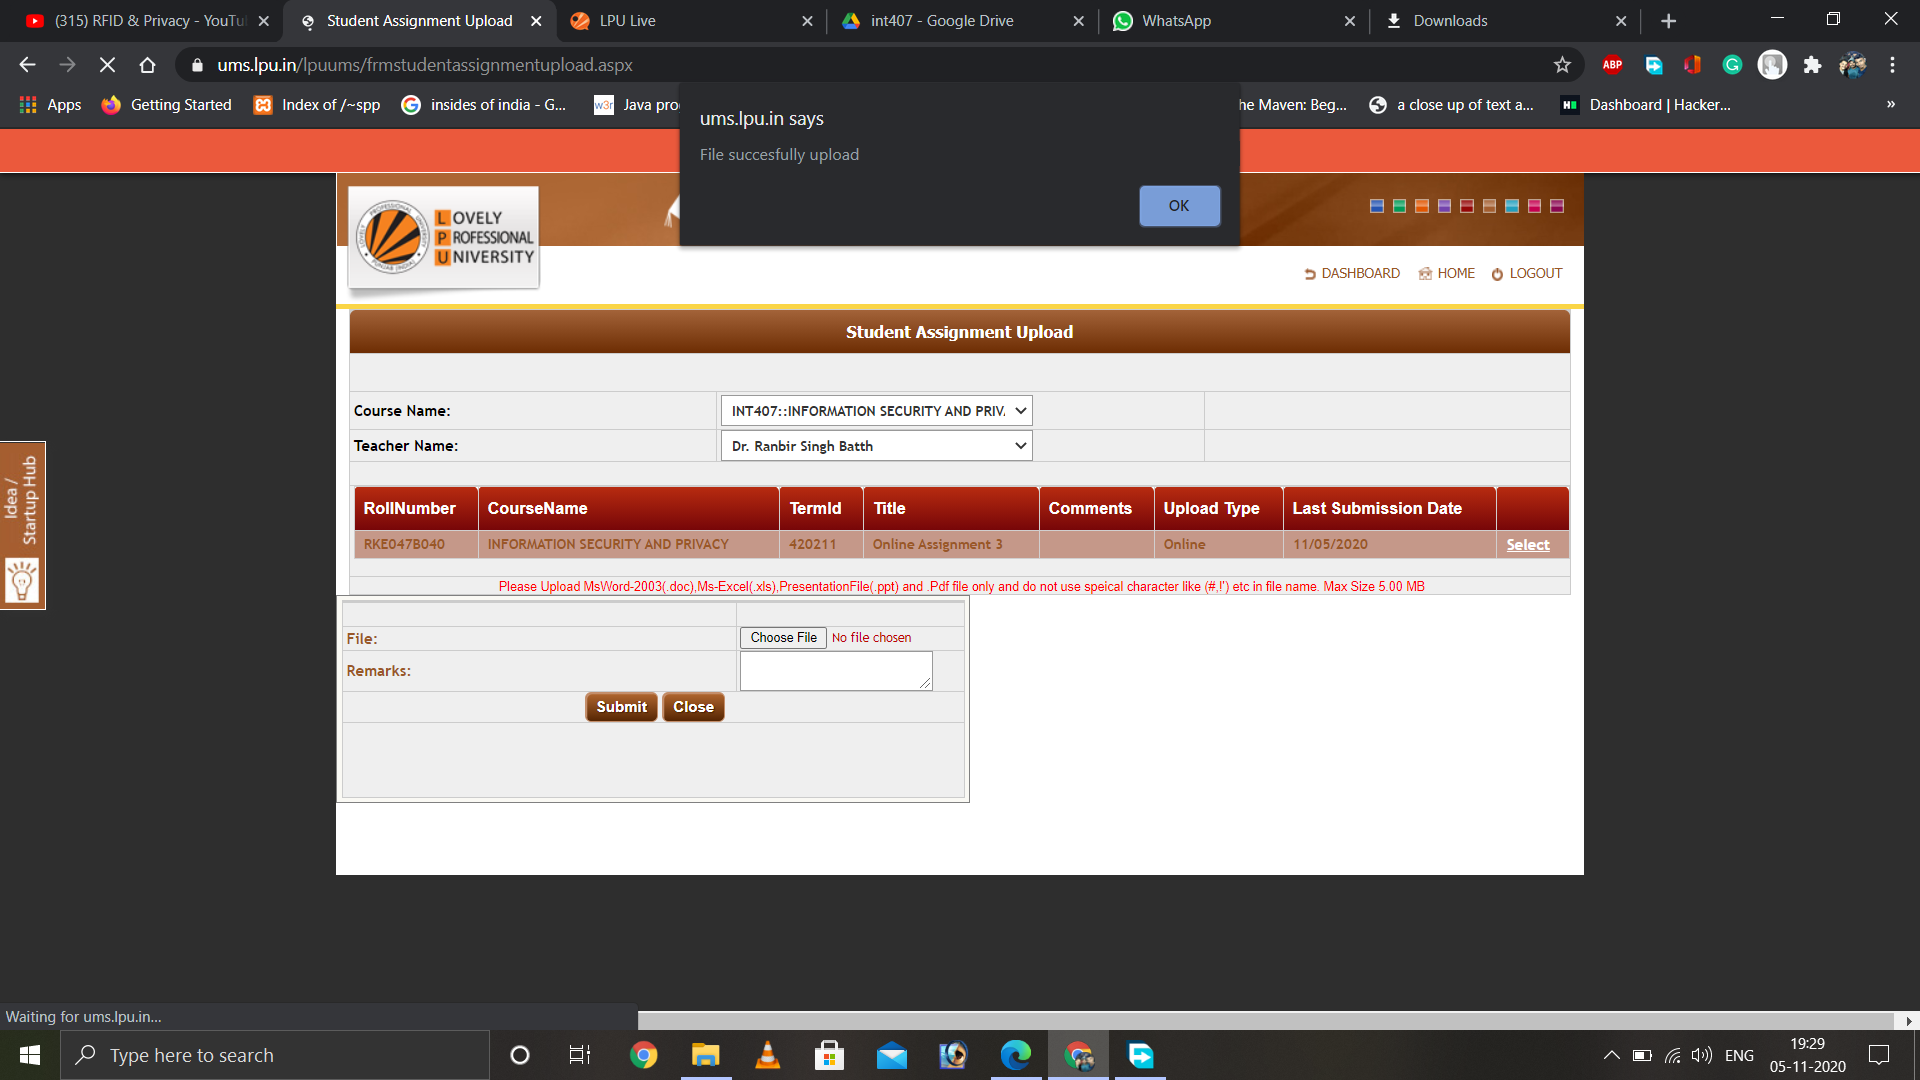 (315) RFID & Privacy - YouTu
Student Assignment Upload
LPU Live
int407 - Google Drive
WhatsApp
Downloads
ums.lpu.in/lpuums/frmstudentassignmentupload.aspx
ABP
Apps
Getting Started
Index of /~spp
insides of india - G...
w3r
Java pro
he Maven: Beg...
a close up of text a...
Dashboard | Hacker...
»
ums.lpu.in says
File succesfully upload
OK
LOVELY
PROFESSIONAL
UNIVERSITY
DASHBOARD
HOME
LOGOUT
Student Assignment Upload
Course Name:
INT407::INFORMATION SECURITY AND PRIV
Teacher Name:
Dr. Ranbir Singh Batth
Idea /
Startup Hub
RollNumber CourseName TermId Title Comments Upload Type Last Submission Date
RKE047B040 INFORMATION SECURITY AND PRIVACY 420211 Online Assignment 3 Online 11/05/2020 Select
Please Upload MsWord-2003(.doc),Ms-Excel(.xls),PresentationFile(.ppt) and .Pdf file only and do not use speical character like (#,!') etc in file name. Max Size 5.00 MB
File:
Choose File No file chosen
Remarks:
Submit Close
Waiting for ums.lpu.in...
Type here to search
ENG
19:29
05-11-2020